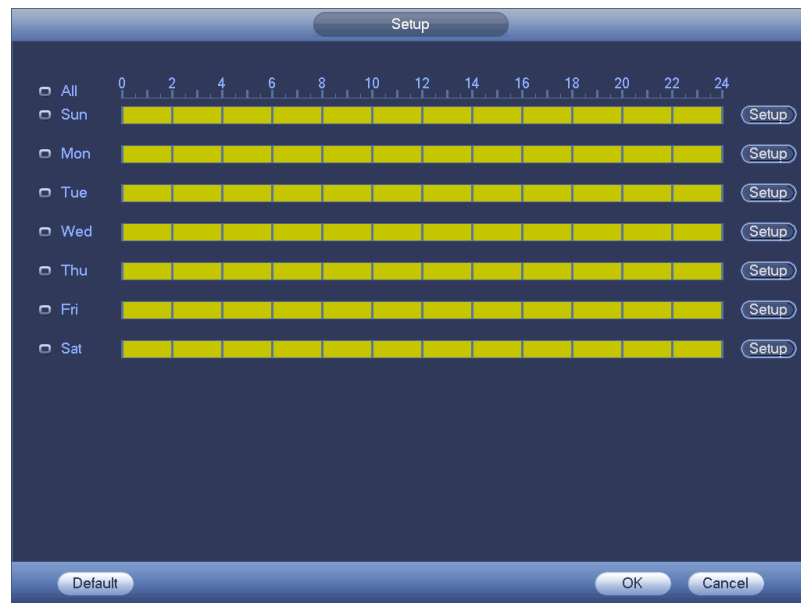 Setup
All 0 2 4 6 8 10 12 14 16 18 20 22 24
Sun Setup
Mon Setup
Tue Setup
Wed Setup
Thu Setup
Fri Setup
Sat Setup
Default OK Cancel